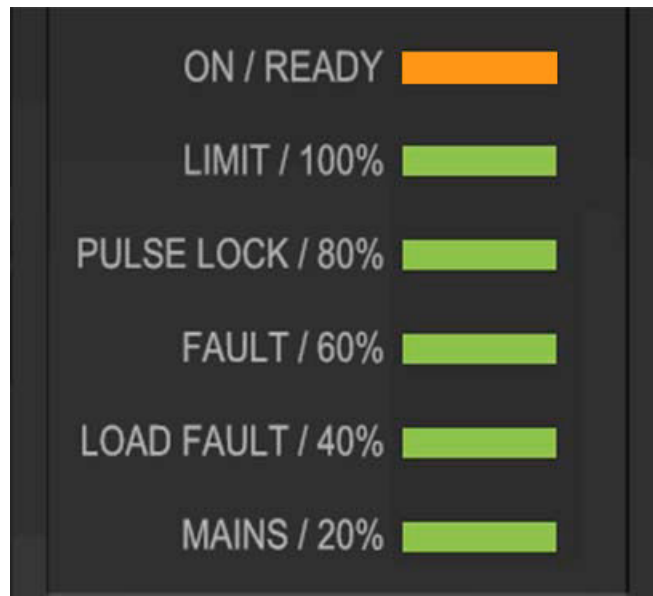 ON / READY
LIMIT / 100%
PULSE LOCK / 80%
FAULT / 60%
LOAD FAULT / 40%
MAINS / 20%